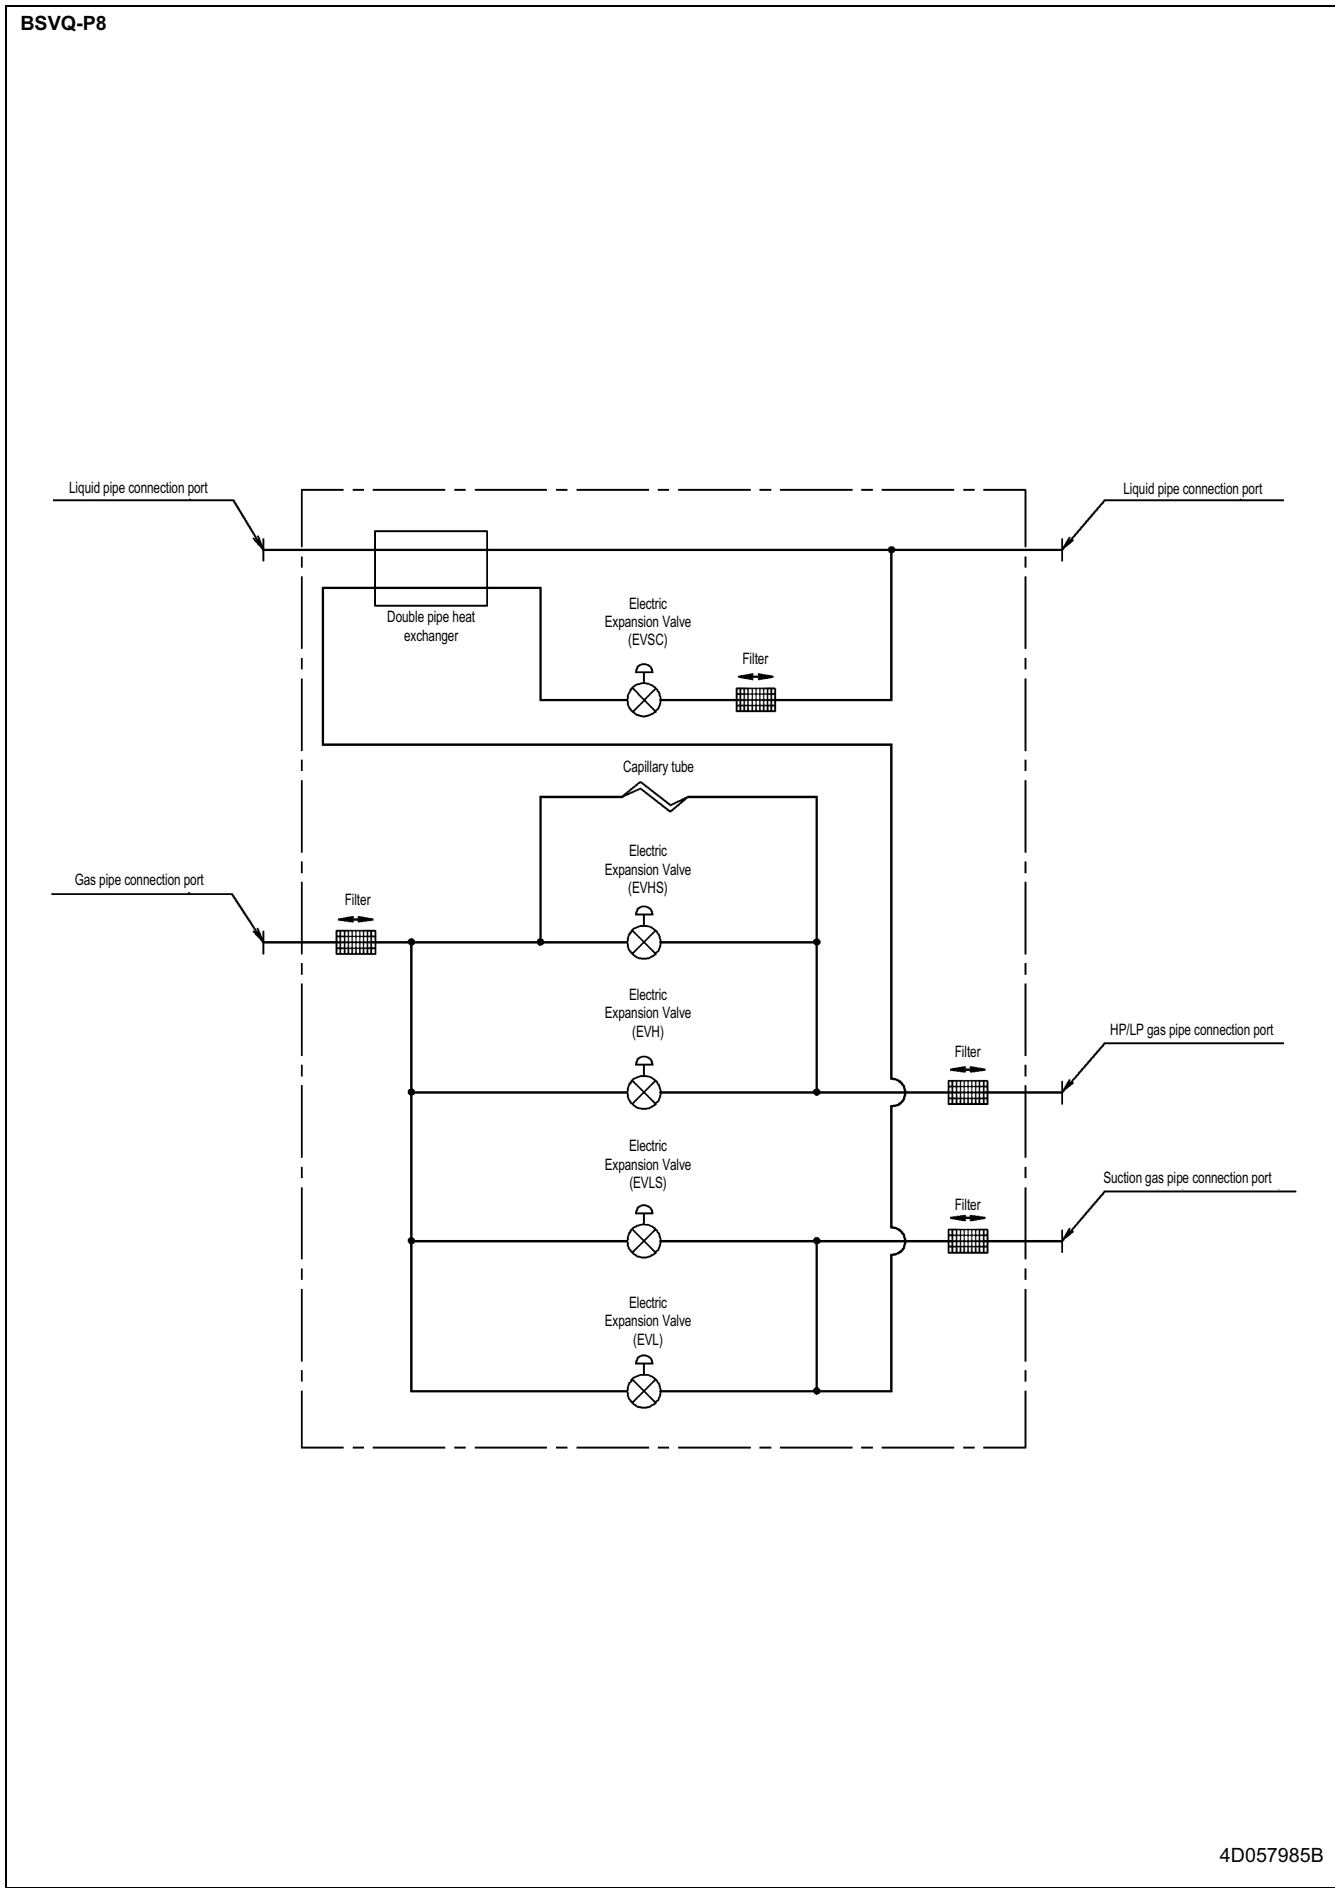 BSVQ-P8
Liquid pipe connection port
Liquid pipe connection port
Double pipe heat
exchanger
Electric
Expansion Valve
(EVSC)
Filter
Capillary tube
Electric
Expansion Valve
(EVHS)
Gas pipe connection port
Filter
Electric
Expansion Valve
(EVH)
HP/LP gas pipe connection port
Filter
Electric
Expansion Valve
(EVLS)
Suction gas pipe connection port
Filter
Electric
Expansion Valve
(EVL)
4D057985B